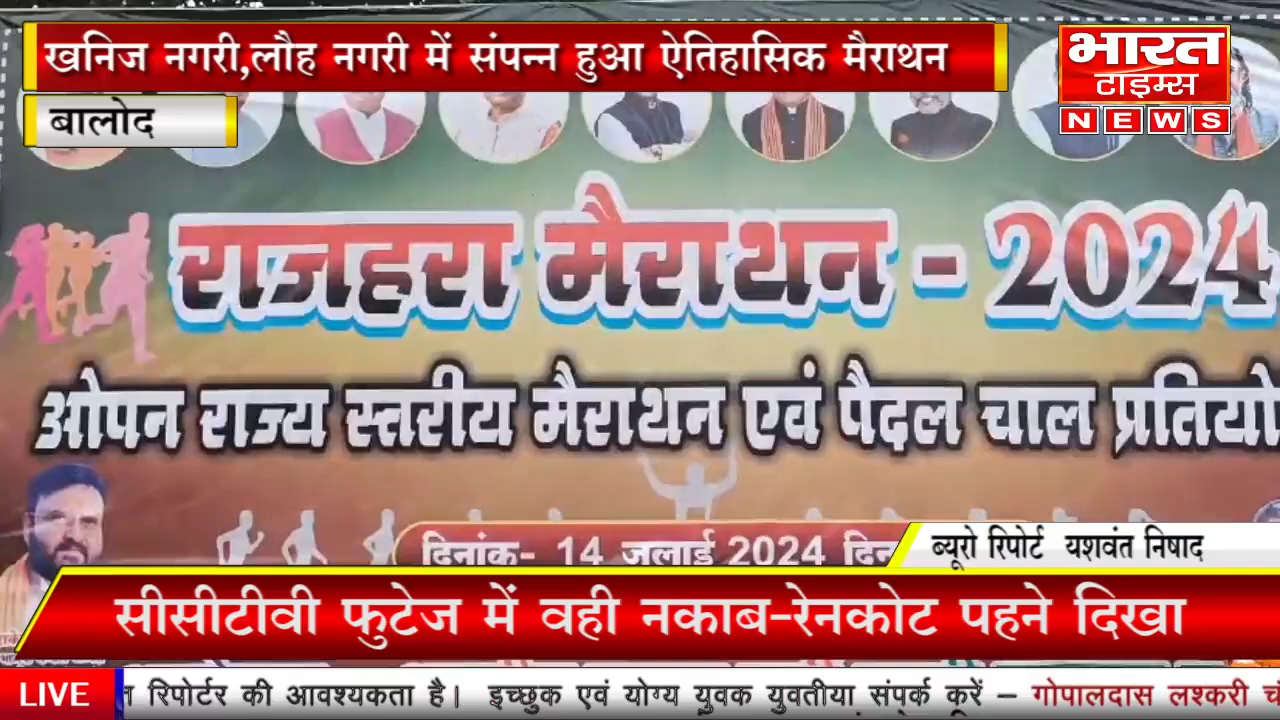 खनिज नगरी,लौह नगरी में संपन्न हुआ ऐतिहासिक मैराथन
भारत
टाइम्स
NEWS
बालोद
राजहरा मैराथन - 2024
ओपन राज्य स्तरीय मैराथन एवं पैदल चाल प्रतियो
दिनांक- 14 जुलाई 2024 दिन
ब्यूरो रिपोर्ट यशवंत निषाद
सीसीटीवी फुटेज में वही नकाब-रेनकोट पहने दिखा
LIVE
रिपोर्टर की आवश्यकता है। इच्छुक एवं योग्य युवक युवतीया संपर्क करें – गोपालदास लश्करी